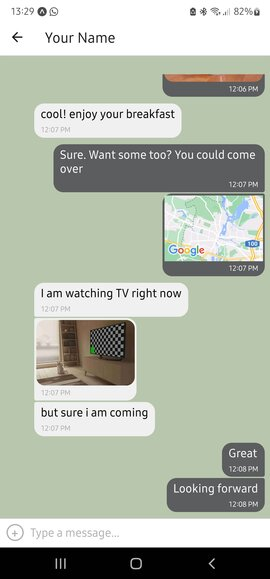 13:29 82%
Your Name
12:06 PM
cool! enjoy your breakfast
12:07 PM
Sure. Want some too? You could come
over
12:07 PM
Google
100
12:07 PM
I am watching TV right now
12:07 PM
12:07 PM
but sure i am coming
12:07 PM
Great
12:08 PM
Looking forward
12:08 PM
Type a message...